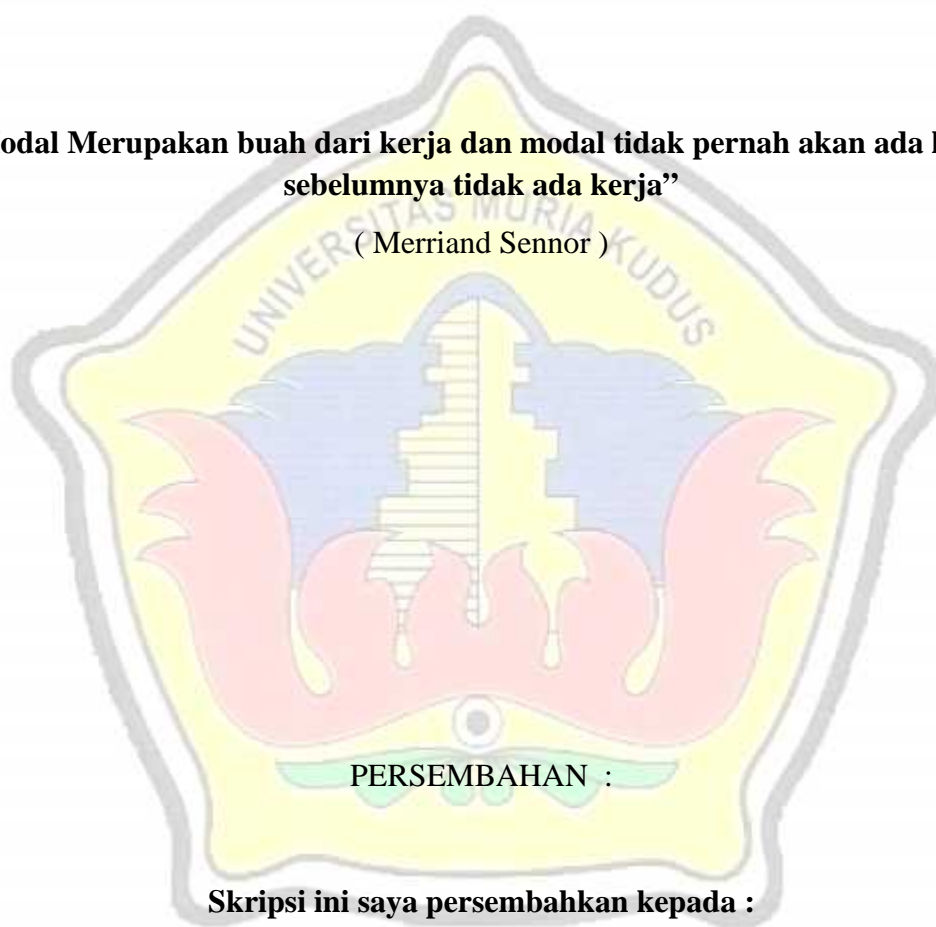 odal Merupakan buah dari kerja dan modal tidak pernah akan ada
sebelumnya tidak ada kerja”
( Merriand Sennor )
UNIVERSITAS MURIA KUDUS
PERSEMBAHAN :
Skripsi ini saya persembahkan kepada :